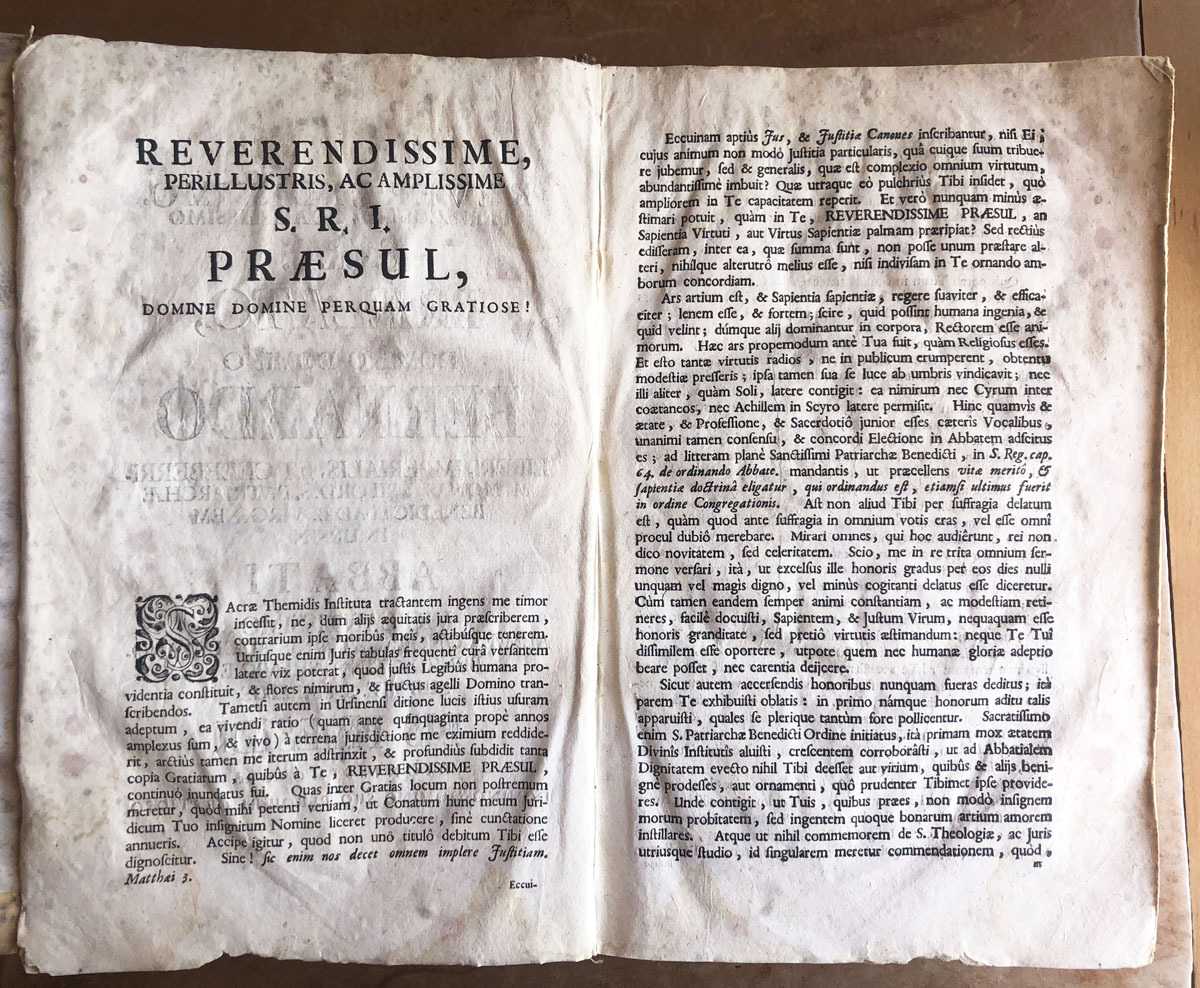 REVERENDISSIME,
PERILLUSTRIS, AC AMPLISSIME
S. R. I.
PRÆSUL,
DOMINE DOMINE PERQUAM GRATIOSE!
SAcræ Themidis Inſtituta tractantem ingens me timor
inceſſit, ne, dum alijs æquitatis jura præſcriberem,
contrarium ipſe moribùs meis, actibúſque tenerem.
Utriuſque enim Juris tabulas frequentî curâ verſantem
latere vix poterat, quod juſtìs Legibûs humana pro-
videntia conſtituit, & flores nimirum, & fructus agelli Domino tran-
ſcribendos. Tametſi autem in Urſinenſi ditione lucis iſtius uſuram
adeptum, ea vivendi ratio (quam ante quinquaginta propè annos
amplexus ſum, & vivo) à terrena jurisdictione me eximium reddide-
rit, arctiùs tamen me iterum adſtrinxit, & profundiùs ſubdidit tanta
copia Gratiarum, quibûs à Te, REVERENDISSIME PRÆSUL,
continuò inundatus fui. Quas inter Gratias locum non poſtremum
meretur, quòd mihi petenti veniam, ut Conatum hunc meum Juri-
dicum Tuo inſignitum Nomine liceret producere, ſinè cunctatione
annueris. Accipe igitur, quod non unô titulô debitum Tibi eſſe
dignoſcitur. Sine! ſic enim nos decet omnem implere Juſtitiam.
Matthæi 3.
Eccui-
Eccuinam aptiùs Jus, & Juſtitiæ Canones inſcribantur, niſi Ei;
cujus animum non modò Juſtitia particularis, quâ cuique ſuum tribue-
re jubemur, ſed & generalis, quæ eſt complexio omnium virtutum,
abundantiſſimè imbuit? Quæ utraque eò pulchriùs Tibi inſidet, quò
ampliorem in Te capacitatem reperit. Et verò nunquam minùs æ-
ſtimari potuit, quàm in Te, REVERENDISSIME PRÆSUL, an
Sapientia Virtuti, aut Virtus Sapientiæ palmam præripiat? Sed rectiùs
ediſſeram, inter ea, quæ ſumma ſunt, non poſſe unum præſtare al-
teri, nihílque alterutrô melius eſſe, niſi indiviſam in Te ornando am-
borum concordiam.
Ars artium eſt, & Sapientia ſapientiæ, regere ſuaviter, & effica-
citer; lenem eſſe, & fortem; ſcire, quid poſſint humana ingenia, &
quid velint; dúmque alij dominantur in corpora, Rectorem eſſe ani-
morum. Hæc ars propemodum antè Tua fuit, quàm Religioſus eſſes.
Et eſto tantæ virtutis radios, ne in publicum erumperent, obtentu
modeſtiæ preſſeris; ipſa tamen ſua ſe luce ab umbris vindicavit; nec
illi aliter, quàm Soli, latere contigit: ea nimirum nec Cyrum inter
coætaneos, nec Achillem in Scyro latere permiſit. Hinc quamvis &
ætate, & Profeſſione, & Sacerdotiô junior eſſes cæteris Vocalibus,
unanimi tamen conſenſu, & concordi Electione in Abbatem adſcitus
es; ad litteram planè Sanctiſſimi Patriarchæ Benedicti, in S. Reg. cap.
64. de ordinando Abbate. mandantis, ut præcellens vitæ meritô, &
ſapientiæ doctrinâ eligatur, qui ordinandus eſt, etiamſi ultimus fuerit
in ordine Congregationis. Aſt non aliud Tibi per ſuffragia delatum
eſt, quàm quod ante ſuffragia in omnium votis eras, vel eſſe omnî
procul dubiô merebare. Mirari omnes, qui hoc audiêrunt, rei non
dico novitatem, ſed celeritatem. Scio, me in re trita omnium ſer-
mone verſari, ità, ut excelſus ille honoris gradus per eos dies nulli
unquam vel magis digno, vel minùs cogitanti delatus eſſe diceretur.
Cùm tamen eandem ſemper animi conſtantiam, ac modeſtiam reti-
neres, facilè docuiſti, Sapientem, & Juſtum Virum, nequaquam eſſe
honoris granditate, ſed pretiô virtutis æſtimandum: neque Te Tuî
diſſimilem eſſe oportere, utpote quem nec humanæ gloriæ adeptio
beare poſſet, nec carentia deijcere.
Sicut autem accerſendis honoribus nunquam fueras deditus; ità
parem Te exhibuiſti oblatis: in primo námque honorum aditu talis
apparuiſti, quales ſe plerique tantùm fore pollicentur. Sacratiſſimo
enim S. Patriarchæ Benedicti Ordine initiatus, ità primam mox ætatem
Divinis Inſtitutis aluiſti, creſcentem corroborâſti, ut ad Abbatialem
Dignitatem evecto nihil Tibi deeſſet aut virium, quibûs & alijs beni-
gnè prodeſſes, aut ornamenti, quô prudenter Tibimet ipſe provide-
res. Unde contigit, ut Tuis, quibus præes, non modò inſignem
morum probitatem, ſed ingentem quoque bonarum artium amorem
inſtillares. Atque ut nihil commemorem de S. Theologiæ, ac Juris
utriuſque ſtudio, id ſingularem meretur commendationem, quòd,